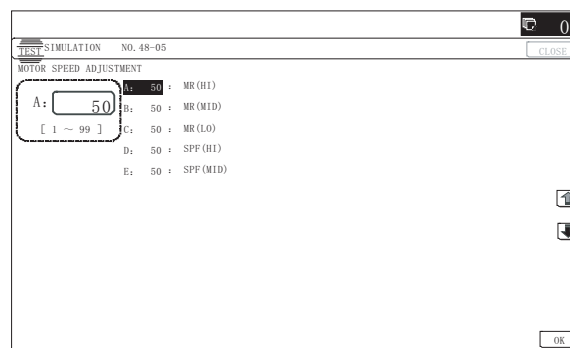 0
TEST SIMULATION NO. 48-05
CLOSE
MOTOR SPEED ADJUSTMENT
A: 50
[ 1 ~ 99 ]
A: 50 : MR(HI)
B: 50 : MR(MID)
C: 50 : MR(LO)
D: 50 : SPF(HI)
E: 50 : SPF(MID)
OK